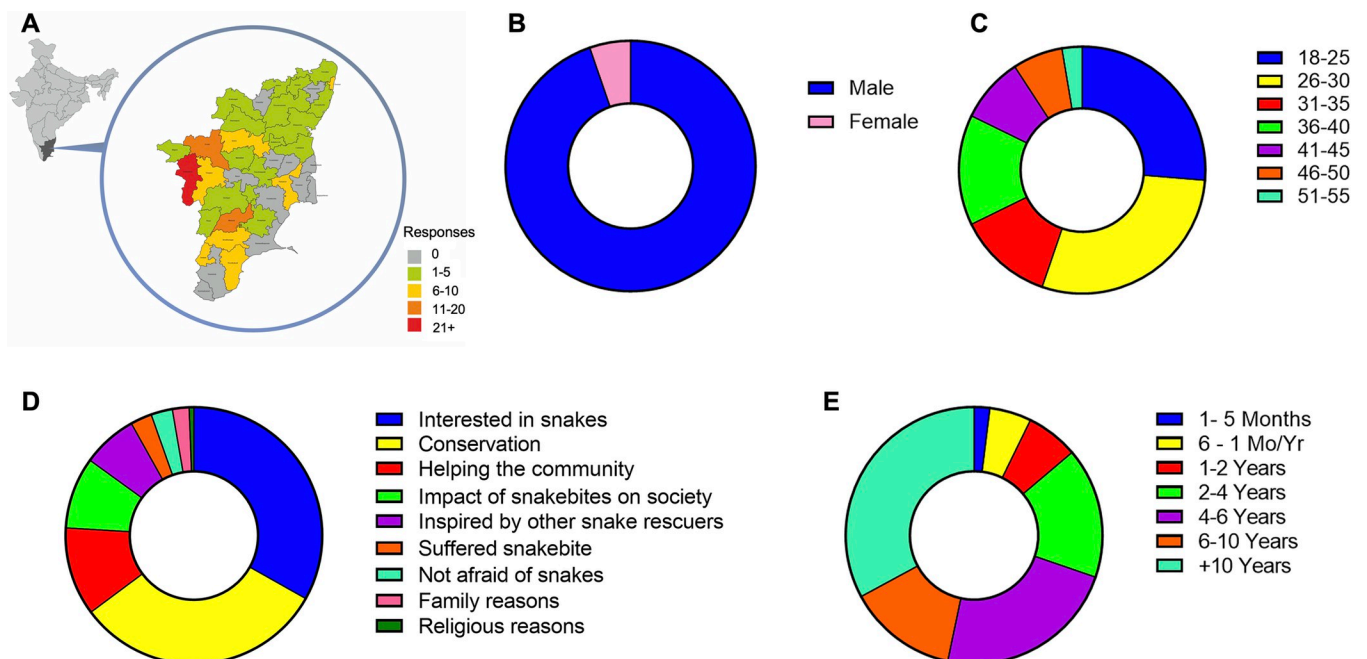 A
Responses
0
1-5
6-10
11-20
21+
B
Male
Female
C
18-25
26-30
31-35
36-40
41-45
46-50
51-55
D
Interested in snakes
Conservation
Helping the community
Impact of snakebites on society
Inspired by other snake rescuers
Suffered snakebite
Not afraid of snakes
Family reasons
Religious reasons
E
1- 5 Months
6 - 1 Mo/Yr
1-2 Years
2-4 Years
4-6 Years
6-10 Years
+10 Years